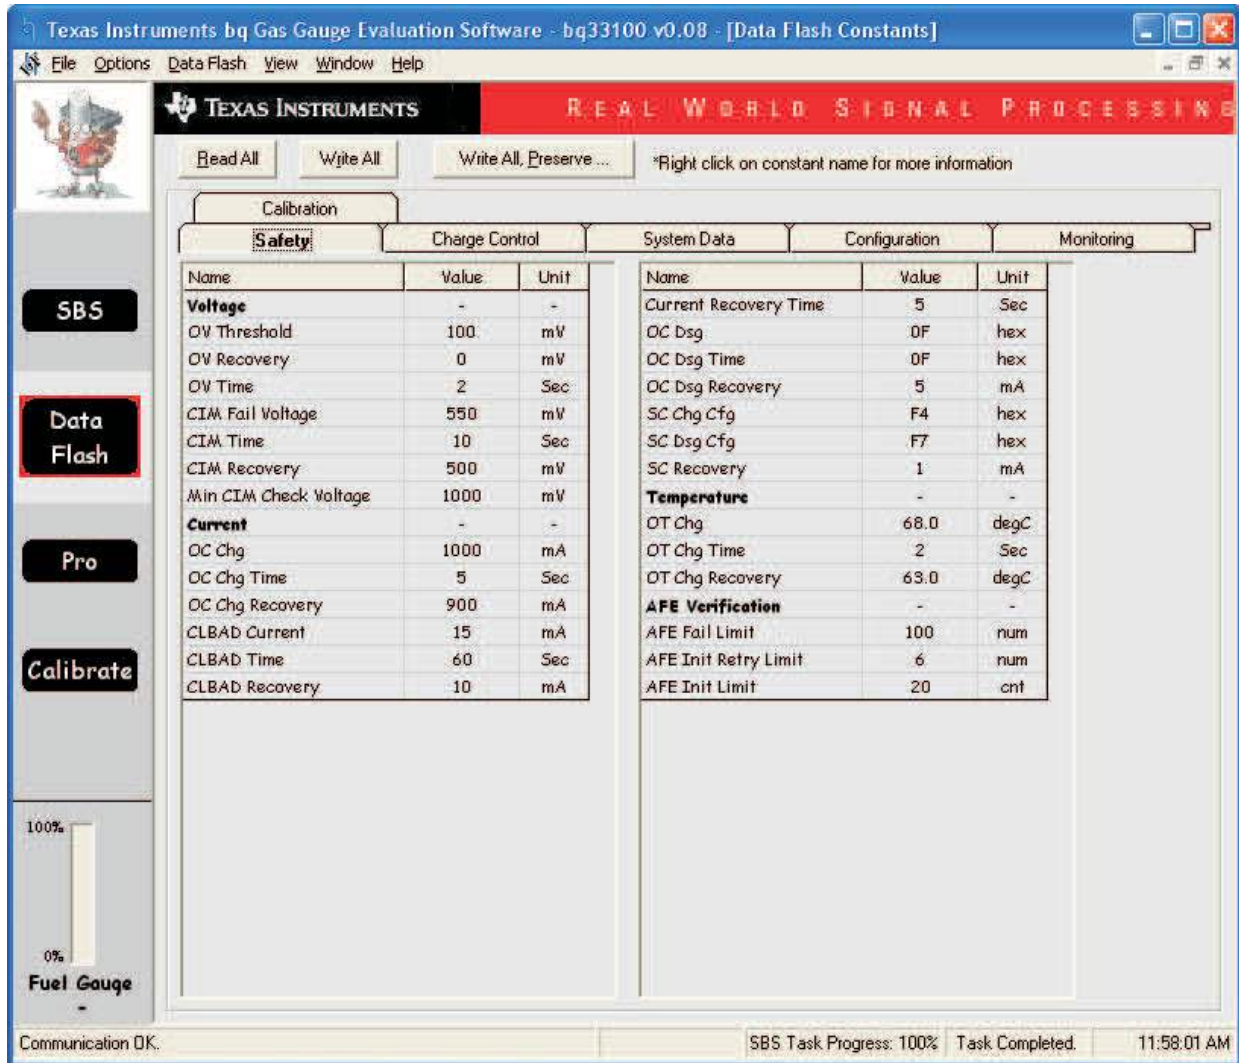 Texas Instruments bq Gas Gauge Evaluation Software - bq33100 v0.08 - [Data Flash Constants]
File Options Data Flash View Window Help
TEXAS INSTRUMENTS REAL WORLD SIGNAL PROCESSING
Read All Write All Write All, Preserve ... *Right click on constant name for more information
Calibration
Safety Charge Control System Data Configuration Monitoring
SBS
Data
Flash
Pro
Calibrate
100%
0%
Fuel Gauge
-
Name Value Unit
Voltage - -
OV Threshold 100 mV
OV Recovery 0 mV
OV Time 2 Sec
CIM Fail Voltage 550 mV
CIM Time 10 Sec
CIM Recovery 500 mV
Min CIM Check Voltage 1000 mV
Current - -
OC Chg 1000 mA
OC Chg Time 5 Sec
OC Chg Recovery 900 mA
CLBAD Current 15 mA
CLBAD Time 60 Sec
CLBAD Recovery 10 mA
Name Value Unit
Current Recovery Time 5 Sec
OC Dsg 0F hex
OC Dsg Time 0F hex
OC Dsg Recovery 5 mA
SC Chg Cfg F4 hex
SC Dsg Cfg F7 hex
SC Recovery 1 mA
Temperature - -
OT Chg 68.0 degC
OT Chg Time 2 Sec
OT Chg Recovery 63.0 degC
AFE Verification - -
AFE Fail Limit 100 num
AFE Init Retry Limit 6 num
AFE Init Limit 20 cnt
Communication OK. SBS Task Progress: 100% Task Completed. 11:58:01 AM